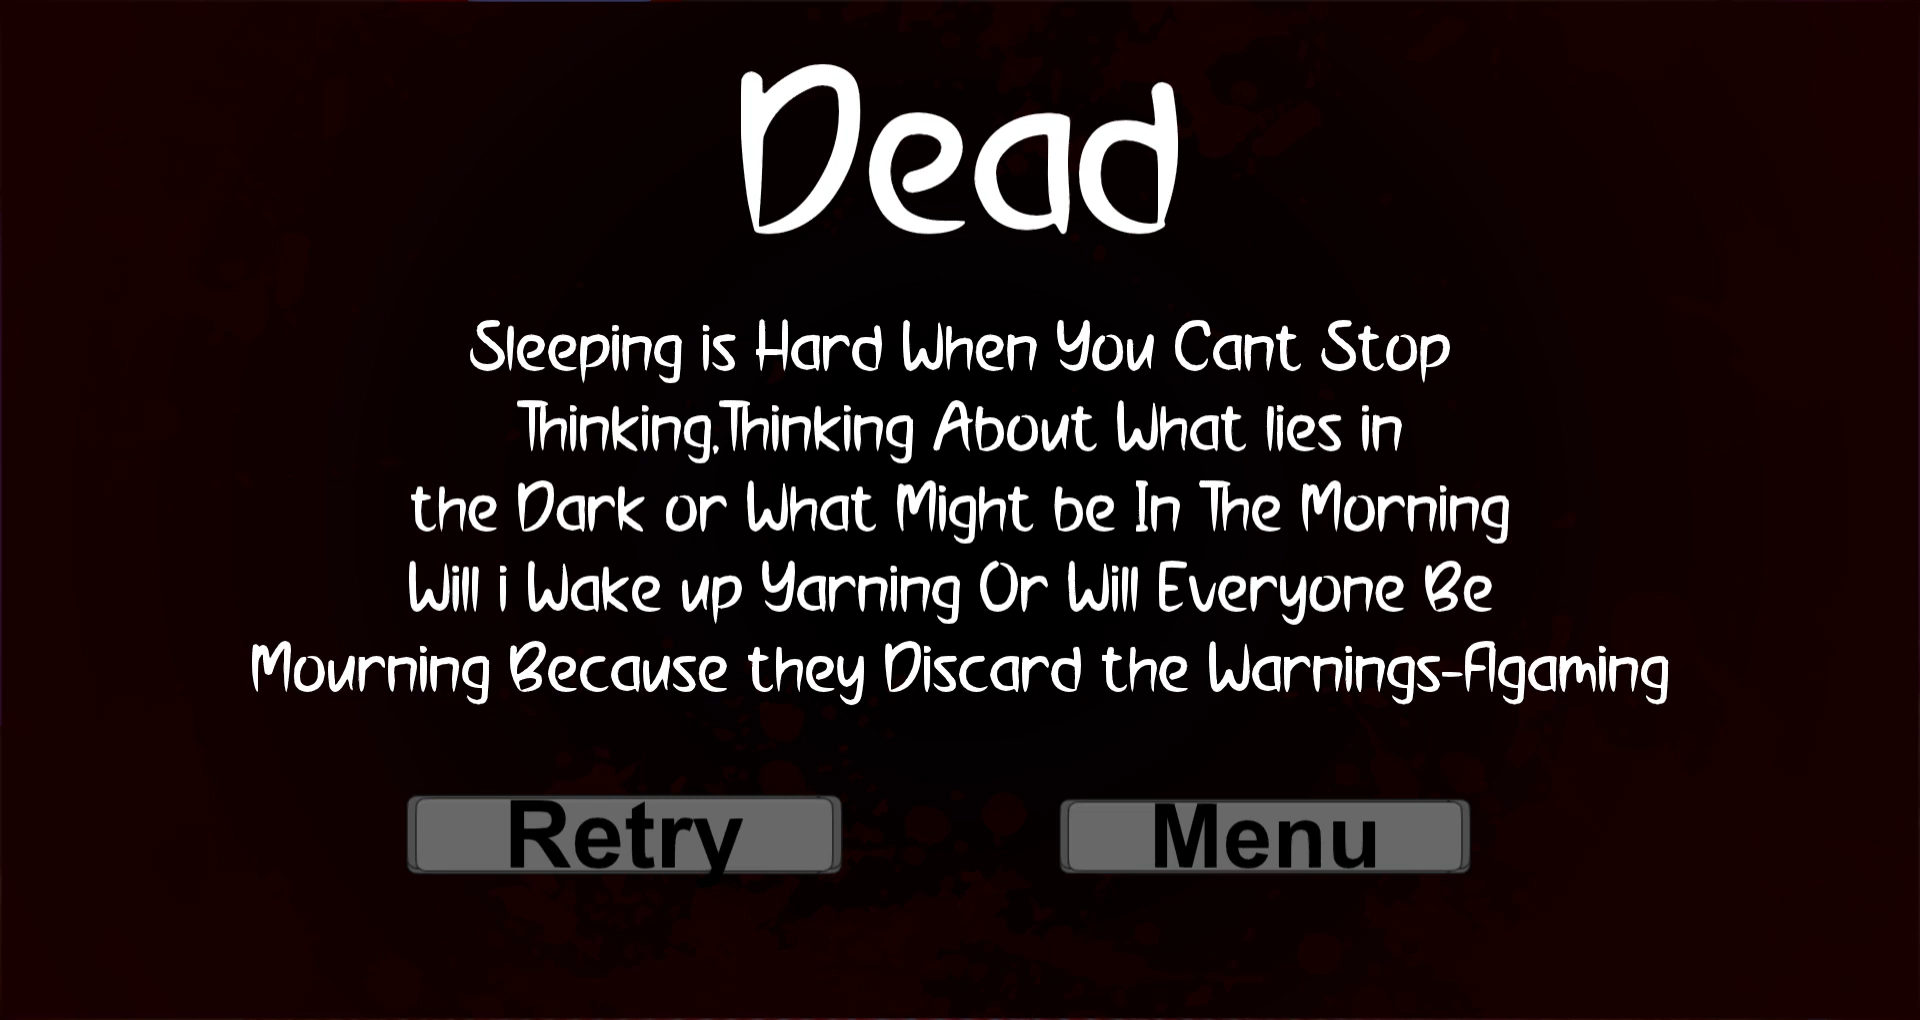 Dead
Sleeping is Hard When You Cant Stop
Thinking,Thinking About What lies in
the Dark or What Might be In The Morning
Will i Wake up Yarning Or Will Everyone Be
Mourning Because they Discard the Warnings-Agaming
Retry
Menu